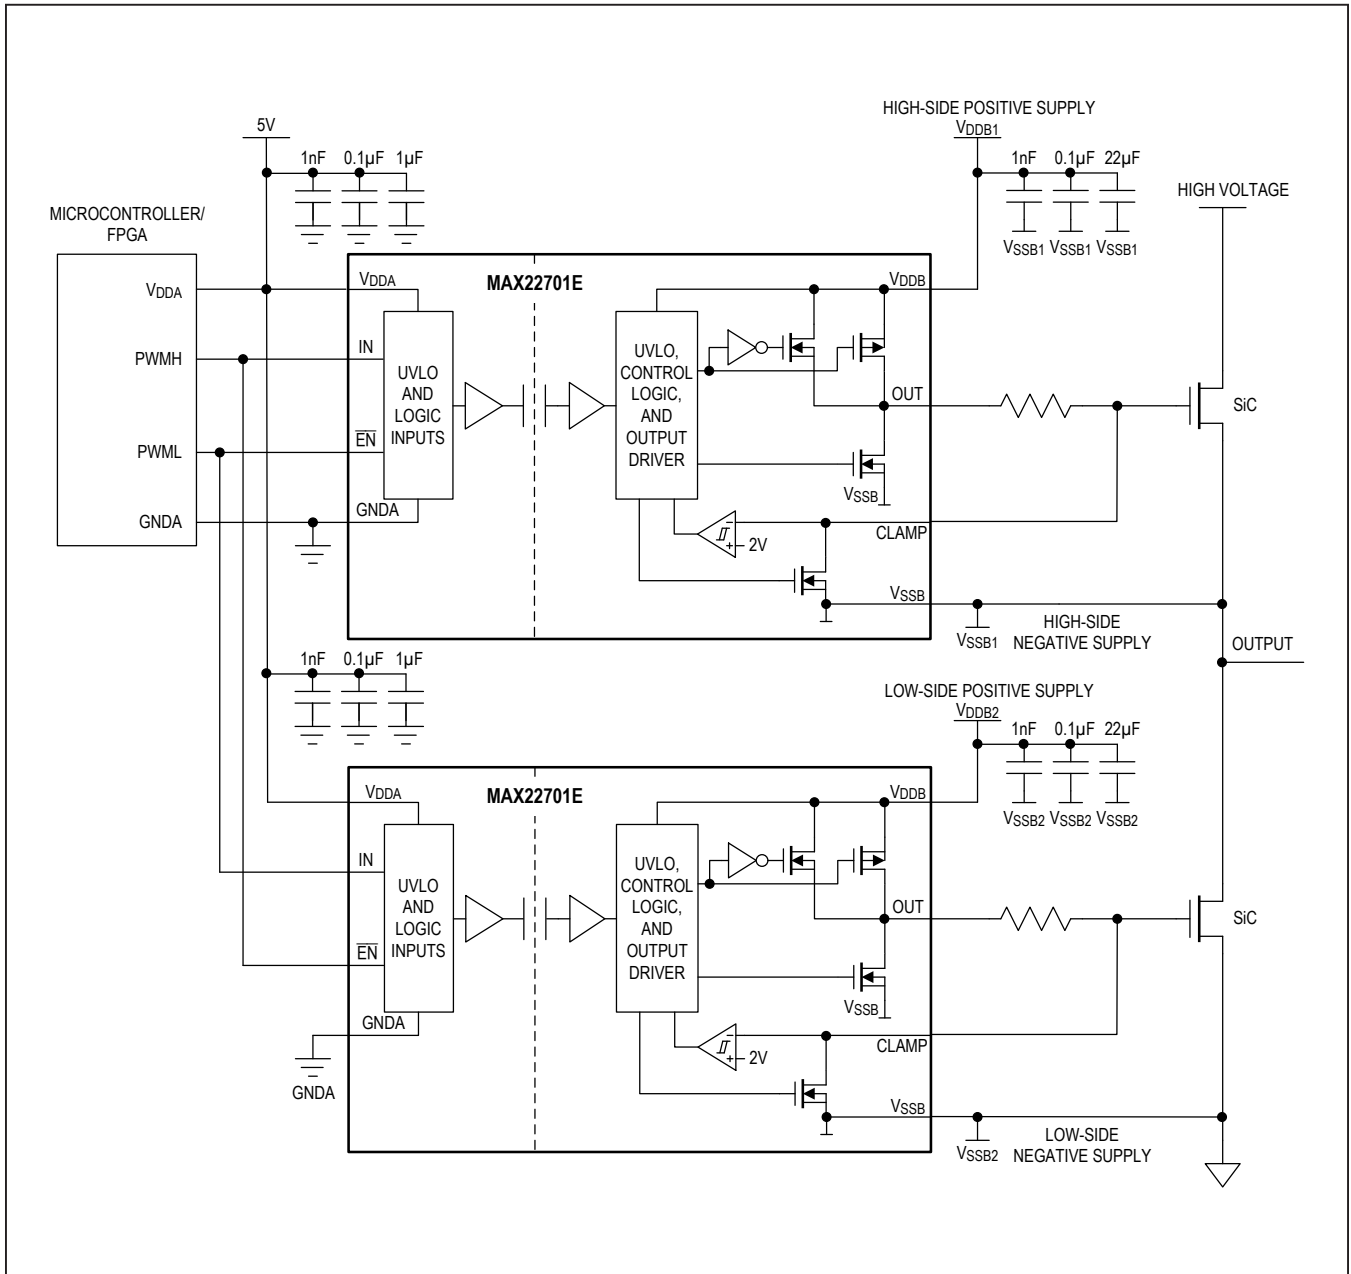 5V
1nF 0.1µF 1µF
HIGH-SIDE POSITIVE SUPPLY
VDDB1
1nF 0.1µF 22µF
VSSB1 VSSB1 VSSB1
HIGH VOLTAGE
MICROCONTROLLER/
FPGA
VDDA
PWMH
PWML
GNDA
VDDA
MAX22701E
VDDB
IN
EN
GNDA
UVLO
AND
LOGIC
INPUTS
UVLO,
CONTROL
LOGIC,
AND
OUTPUT
DRIVER
OUT
SiC
VSSB
CLAMP
2V
- +
VSSB
VSSB1
HIGH-SIDE
NEGATIVE SUPPLY
OUTPUT
1nF 0.1µF 1µF
LOW-SIDE POSITIVE SUPPLY
VDDB2
1nF 0.1µF 22µF
VSSB2 VSSB2 VSSB2
VDDA
MAX22701E
VDDB
IN
EN
GNDA
UVLO
AND
LOGIC
INPUTS
UVLO,
CONTROL
LOGIC,
AND
OUTPUT
DRIVER
OUT
SiC
VSSB
CLAMP
2V
- +
GNDA
VSSB
VSSB2
LOW-SIDE
NEGATIVE SUPPLY